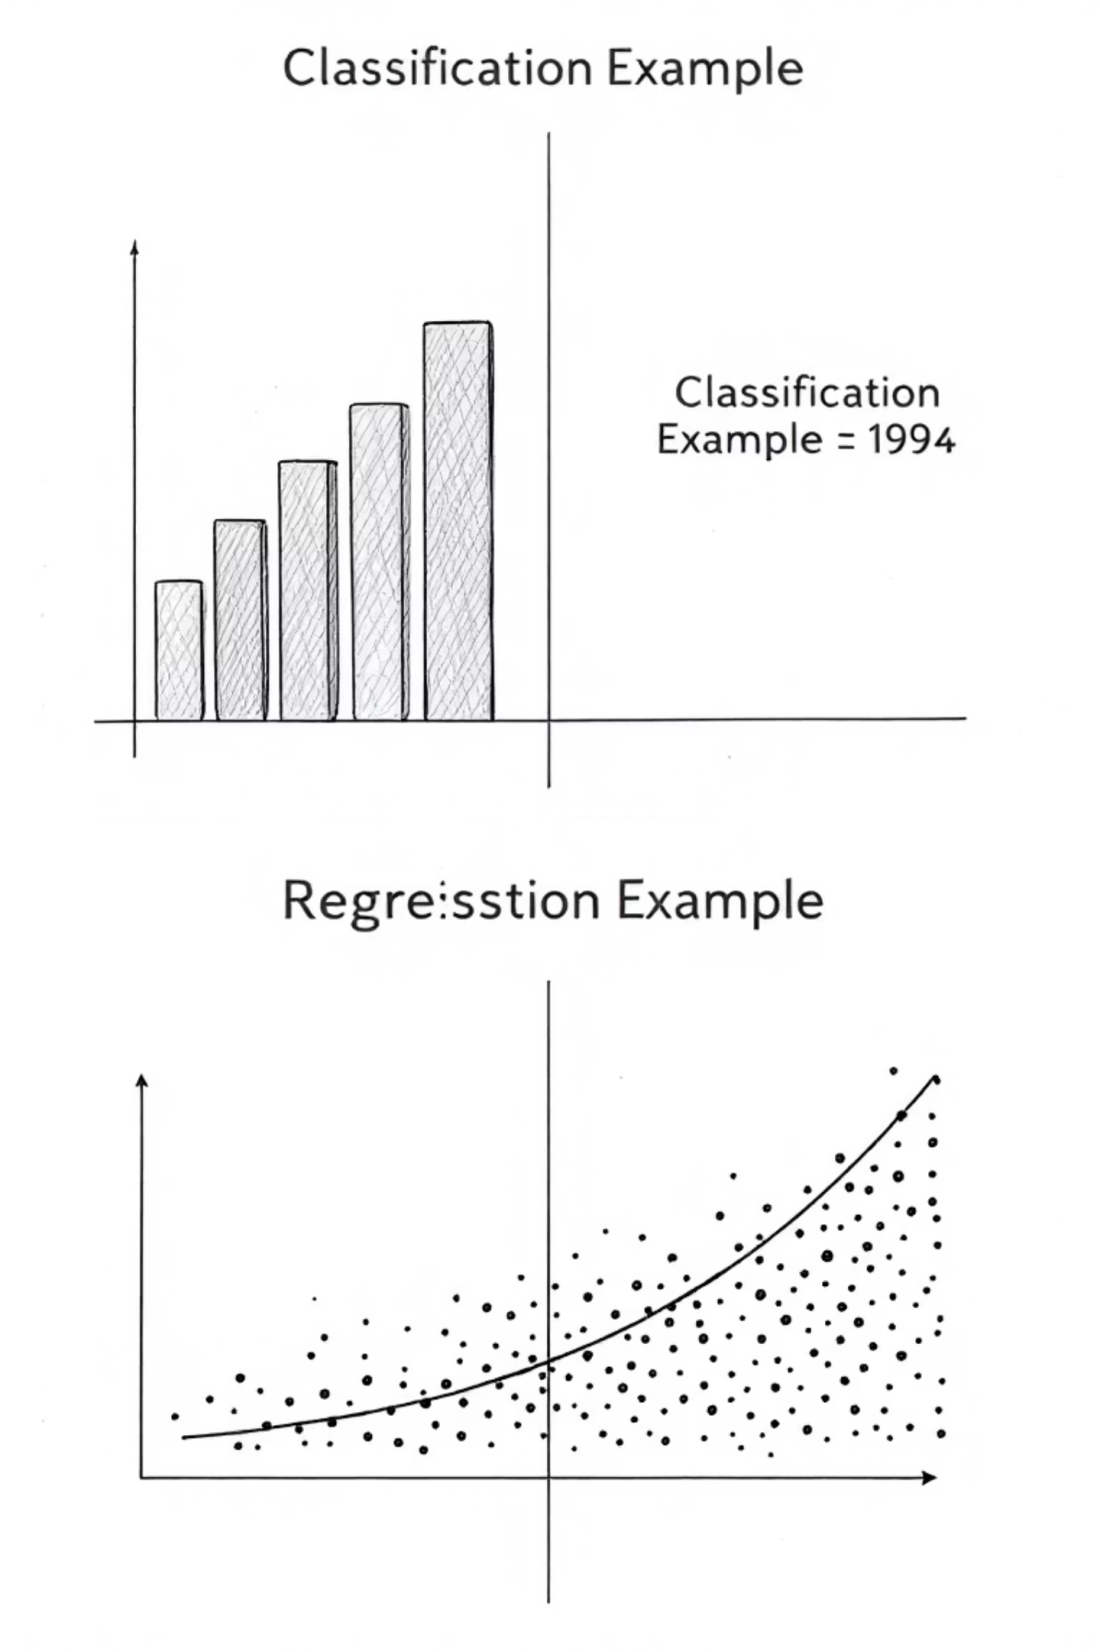 Classification Example
Classification
Example = 1994
Regre:sstion Example